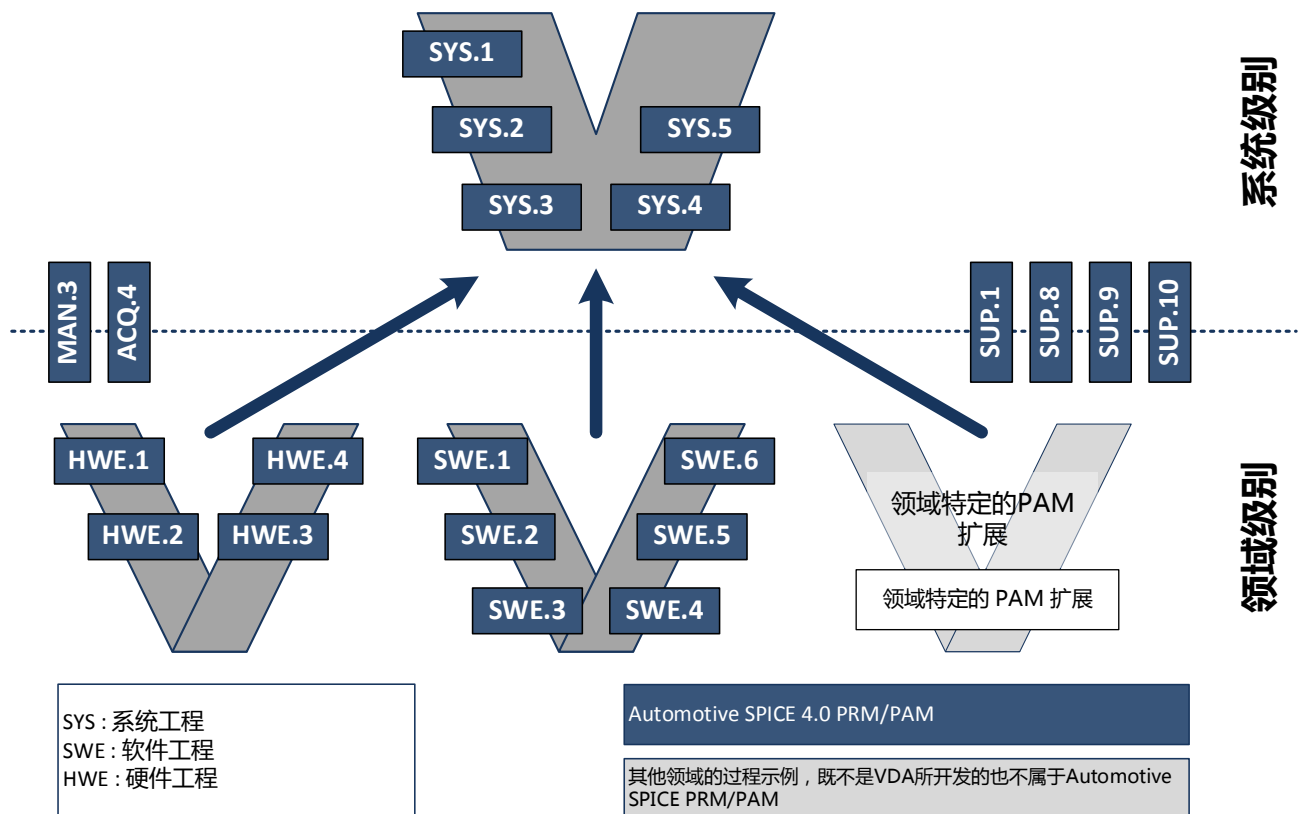 SYS.1
SYS.2
SYS.5
SYS.3
SYS.4
系统级别
MAN.3
ACQ.4
SUP.1
SUP.8
SUP.9
SUP.10
HWE.1
HWE.4
HWE.2
HWE.3
SWE.1
SWE.6
SWE.2
SWE.5
SWE.3
SWE.4
领域特定的PAM
扩展
领域特定的 PAM 扩展
领域级别
SYS : 系统工程
SWE : 软件工程
HWE : 硬件工程
Automotive SPICE 4.0 PRM/PAM
其他领域的过程示例，既不是VDA所开发的也不属于Automotive
SPICE PRM/PAM